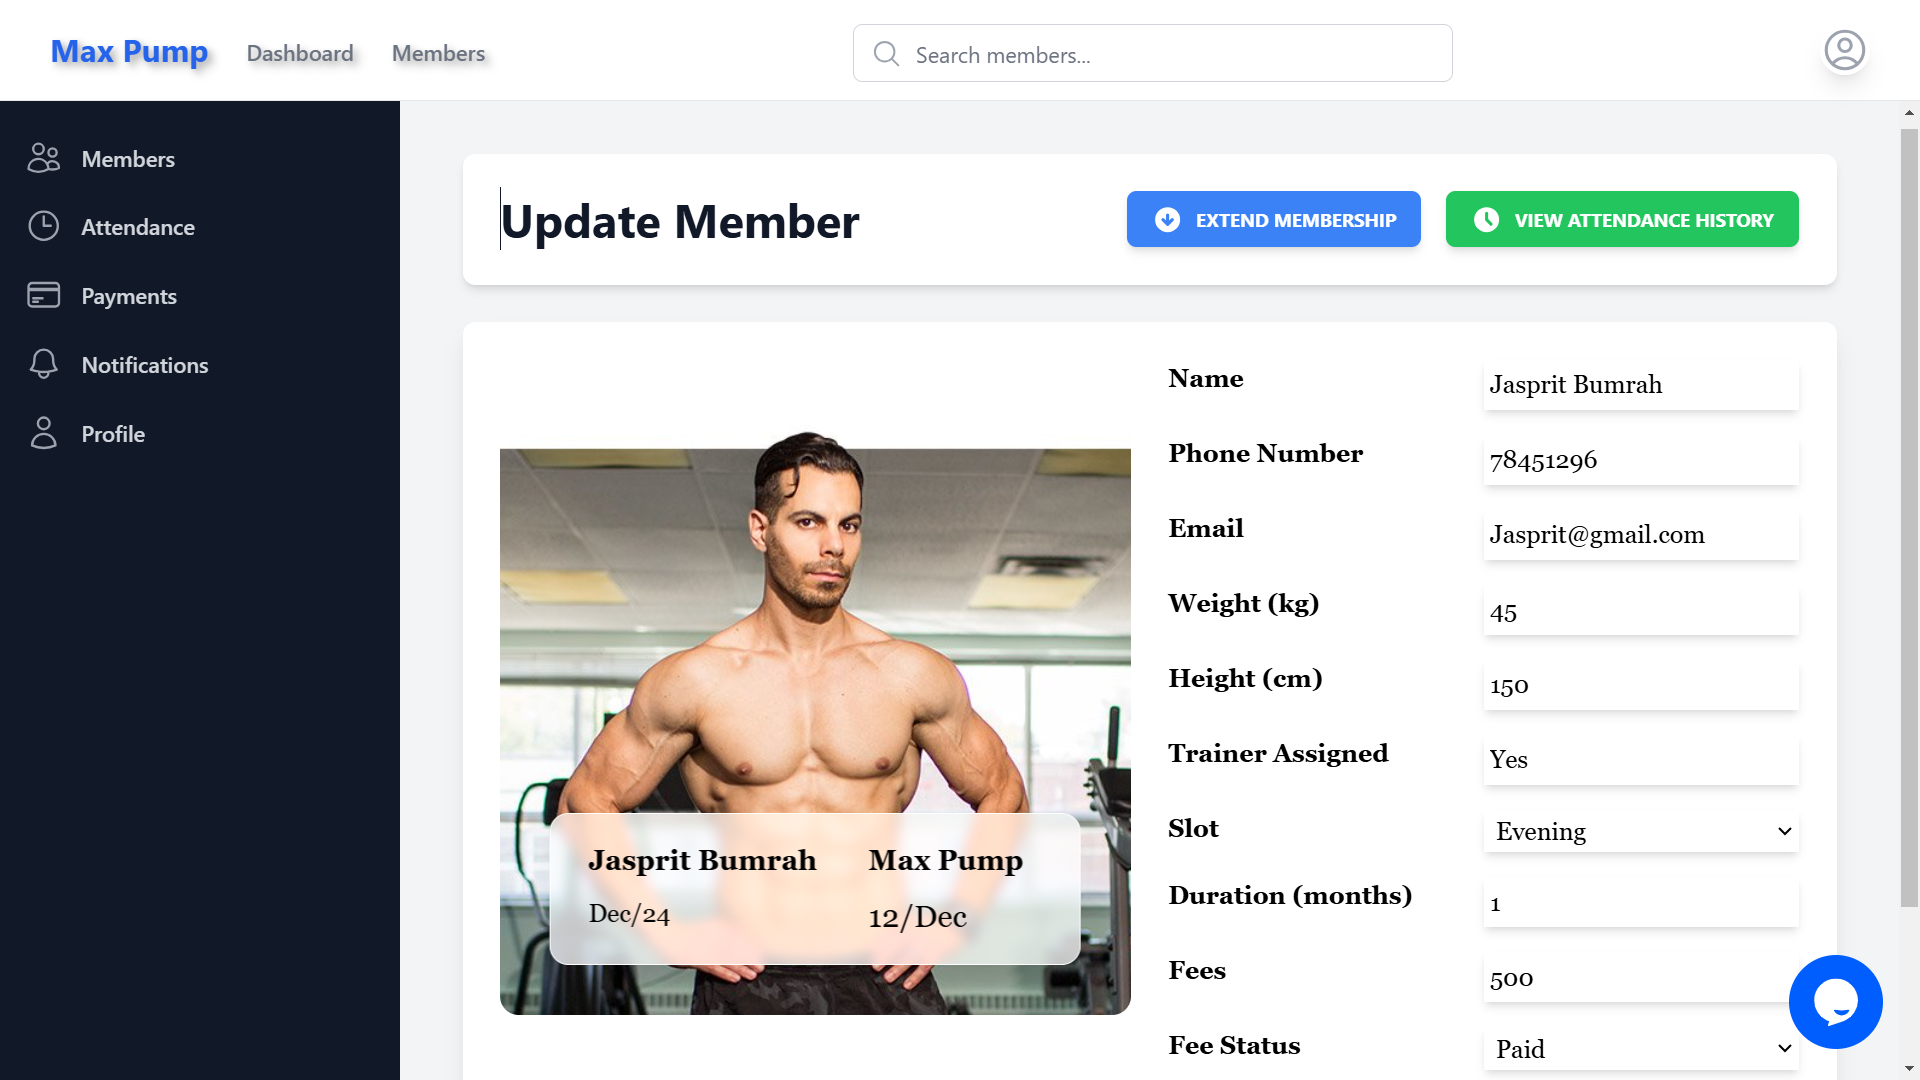 Max Pump
Dashboard
Members
Search members...
Members
Attendance
Payments
Notifications
Profile
Update Member
EXTEND MEMBERSHIP
VIEW ATTENDANCE HISTORY
Name
Jasprit Bumrah
Phone Number
78451296
Email
Jasprit@gmail.com
Weight (kg)
45
Height (cm)
150
Trainer Assigned
Yes
Slot
Evening
Duration (months)
1
Fees
500
Fee Status
Paid
Jasprit Bumrah
Max Pump
Dec/24
12/Dec